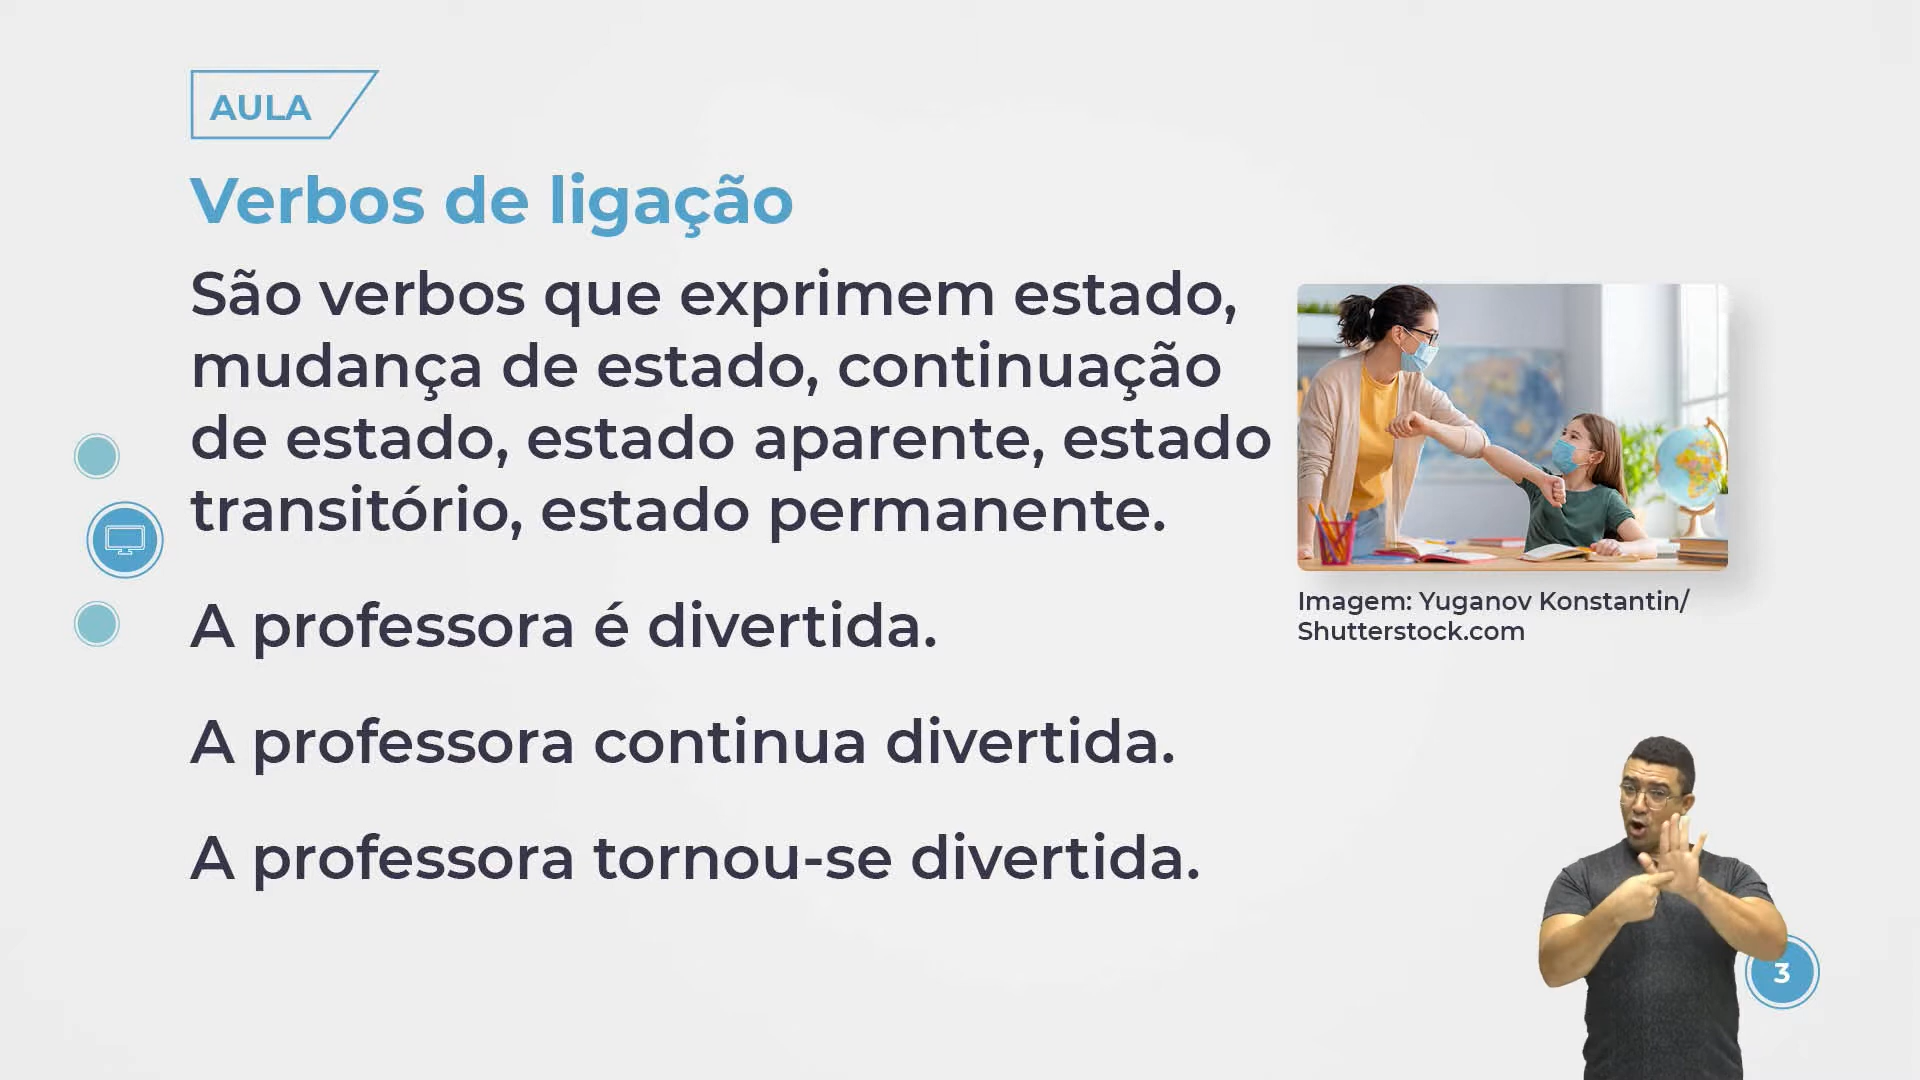 AULA
Verbos de ligação
São verbos que exprimem estado,
mudança de estado, continuação
de estado, estado aparente, estado
transitório, estado permanente.
A professora é divertida.
A professora continua divertida.
A professora tornou-se divertida.
Imagem: Yuganov Konstantin/
Shutterstock.com
3